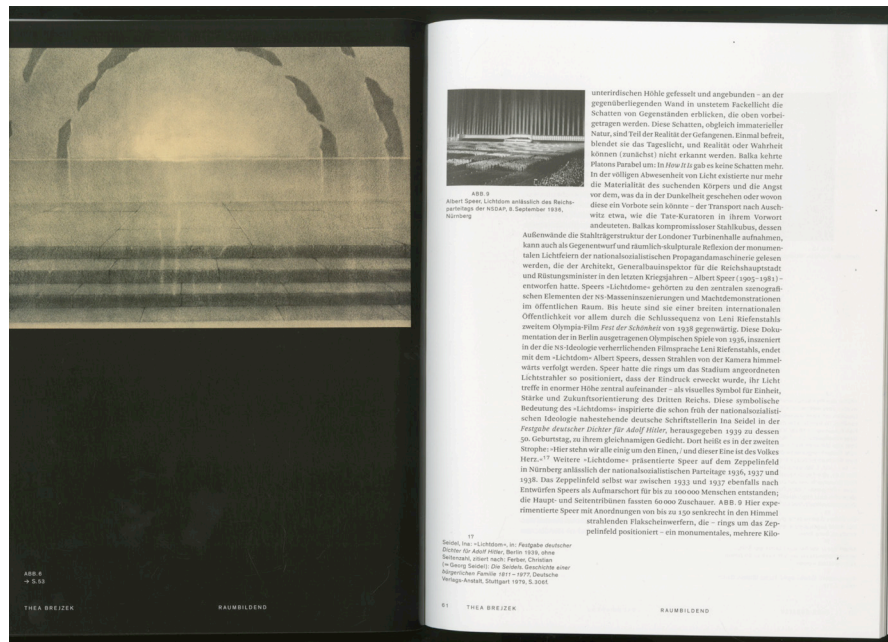 ABB.6
→ S.53
THEA BREJZEK
RAUMBILDEND
ABB.9
Albert Speer, Lichtdom anlässlich des Reichs-
parteitags der NSDAP, 8. September 1936,
Nürnberg
unterirdischen Höhle gefesselt und angebunden – an der
gegenüberliegenden Wand in unstetem Fackellicht die
Schatten von Gegenständen erblicken, die oben vorbei-
getragen werden. Diese Schatten, obgleich immaterieller
Natur, sind Teil der Realität der Gefangenen. Einmal befreit,
blendet sie das Tageslicht, und Realität oder Wahrheit
können (zunächst) nicht erkannt werden. Balka kehrte
Platons Parabel um: In How It Is gab es keine Schatten mehr.
In der völligen Abwesenheit von Licht existierte nur mehr
die Materialität des suchenden Körpers und die Angst
vor dem, was da in der Dunkelheit geschehen oder wovon
diese ein Vorbote sein könnte – der Transport nach Ausch-
witz etwa, wie die Tate-Kuratoren in ihrem Vorwort
andeuteten. Balkas kompromissloser Stahlkubus, dessen
Außenwände die Stahlträgerstruktur der Londoner Turbinenhalle aufnahmen,
kann auch als Gegenentwurf und räumlich-skulpturale Reflexion der monumen-
talen Lichtfeiern der nationalsozialistischen Propagandamaschinerie gelesen
werden, die der Architekt, Generalbauinspektor für die Reichshauptstadt
und Rüstungsminister in den letzten Kriegsjahren – Albert Speer (1905 - 1981) –
entworfen hatte. Speers »Lichtdome« gehörten zu den zentralen szenografi-
schen Elementen der NS-Masseninszenierungen und Machtdemonstrationen
im öffentlichen Raum. Bis heute sind sie einer breiten internationalen
Öffentlichkeit vor allem durch die Schlusssequenz von Leni Riefenstahls
zweitem Olympia-Film Fest der Schönheit von 1938 gegenwärtig. Diese Doku-
mentation der in Berlin ausgetragenen Olympischen Spiele von 1936, inszeniert
in der die NS-Ideologie verherrlichenden Filmsprache Leni Riefenstahls, endet
mit dem »Lichtdom« Albert Speers, dessen Strahlen von der Kamera himmel-
wärts verfolgt werden. Speer hatte die rings um das Stadium angeordneten
Lichtstrahler so positioniert, dass der Eindruck erweckt wurde, ihr Licht
treffe in enormer Höhe zentral aufeinander – als visuelles Symbol für Einheit,
Stärke und Zukunftsorientierung des Dritten Reichs. Diese symbolische
Bedeutung des »Lichtdoms« inspirierte die schon früh der nationalsozialisti-
schen Ideologie nahestehende deutsche Schriftstellerin Ina Seidel in der
Festgabe deutscher Dichter für Adolf Hitler, herausgegeben 1939 zu dessen
50. Geburtstag, zu ihrem gleichnamigen Gedicht. Dort heißt es in der zweiten
Strophe: »Hier stehn wir alle einig um den Einen, / und dieser Eine ist des Volkes
Herz.«17 Weitere »Lichtdome« präsentierte Speer auf dem Zeppelinfeld
in Nürnberg anlässlich der nationalsozialistischen Parteitage 1936, 1937 und
1938. Das Zeppelinfeld selbst war zwischen 1933 und 1937 ebenfalls nach
Entwürfen Speers als Aufmarschort für bis zu 100 000 Menschen entstanden;
die Haupt- und Seitentribünen fassten 60 000 Zuschauer. ABB. 9 Hier expe-
rimentierte Speer mit Anordnungen von bis zu 150 senkrecht in den Himmel
strahlenden Flakscheinwerfern, die – rings um das Zep-
pelinfeld positioniert – ein monumentales, mehrere Kilo-
17
Seidel, Ina: »Lichtdom«, in: Festgabe deutscher
Dichter für Adolf Hitler, Berlin 1939, ohne
Seitenzahl, zitiert nach: Ferber, Christian
(= Georg Seidel): Die Seidels. Geschichte einer
bürgerlichen Familie 1811 – 1977, Deutsche
Verlags-Anstalt, Stuttgart 1979, S.306f.
61
THEA BREJZEK
RAUMBILDEND